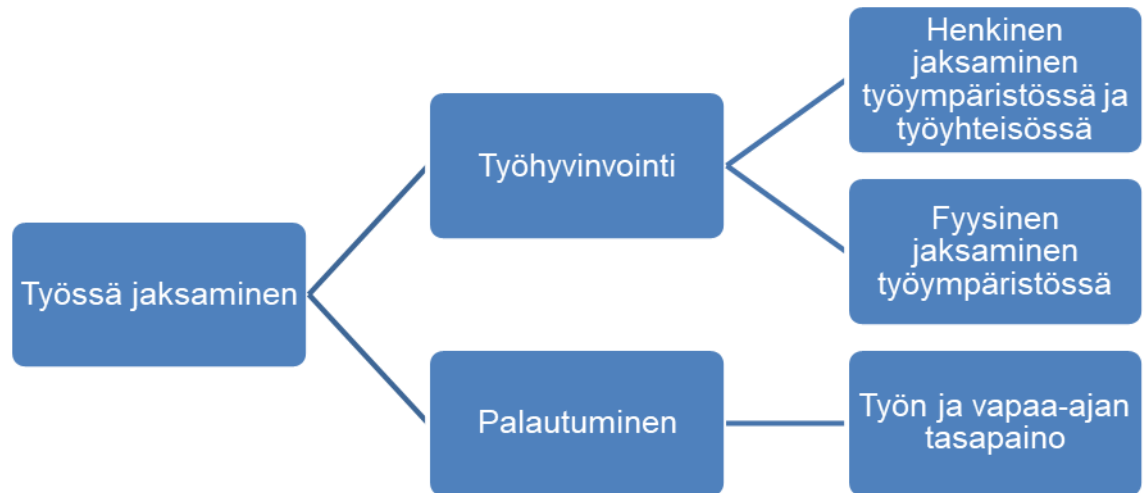 Työssä jaksaminen
Työhyvinvointi
Henkinen
jaksaminen
työympäristössä ja
työyhteisössä
Fyysinen
jaksaminen
työympäristössä
Palautuminen
Työn ja vapaa-ajan
tasapaino